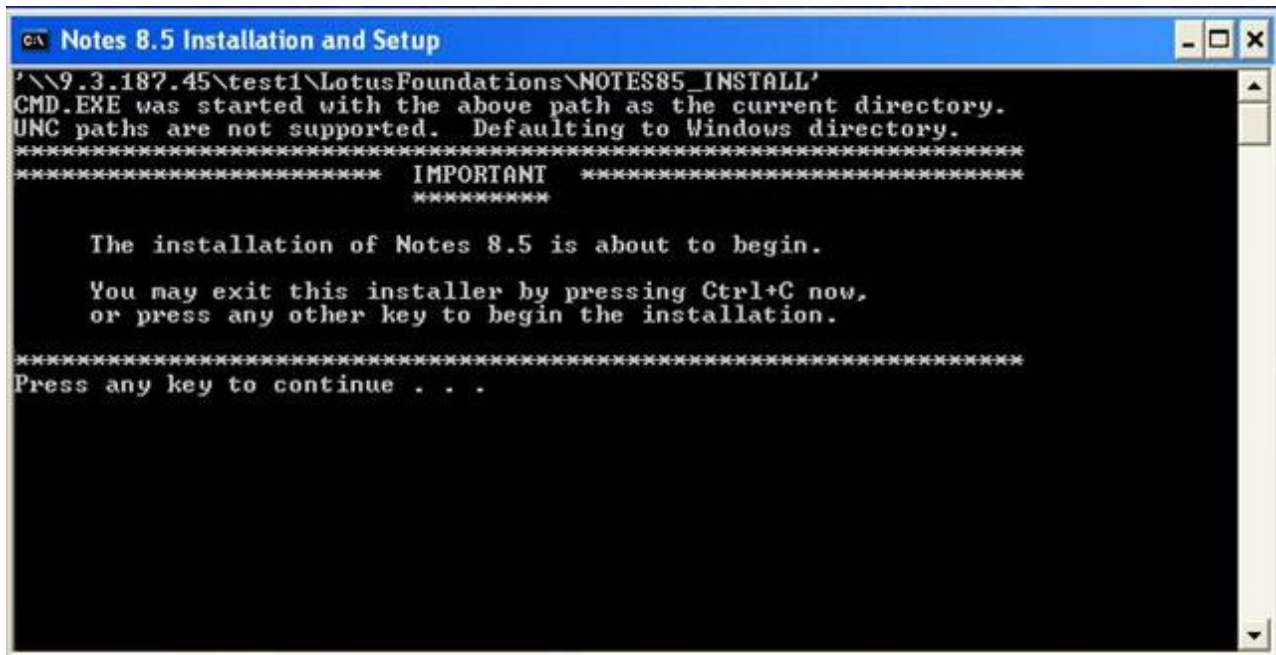 Notes 8.5 Installation and Setup
'\\9.3.187.45\test1\LotusFoundations\NOTES85_INSTALL'
CMD.EXE was started with the above path as the current directory.
UNC paths are not supported.  Defaulting to Windows directory.
******************************************************************
************************  IMPORTANT  *****************************
*********
The installation of Notes 8.5 is about to begin.
You may exit this installer by pressing Ctrl+C now,
or press any other key to begin the installation.
******************************************************************
Press any key to continue . . .